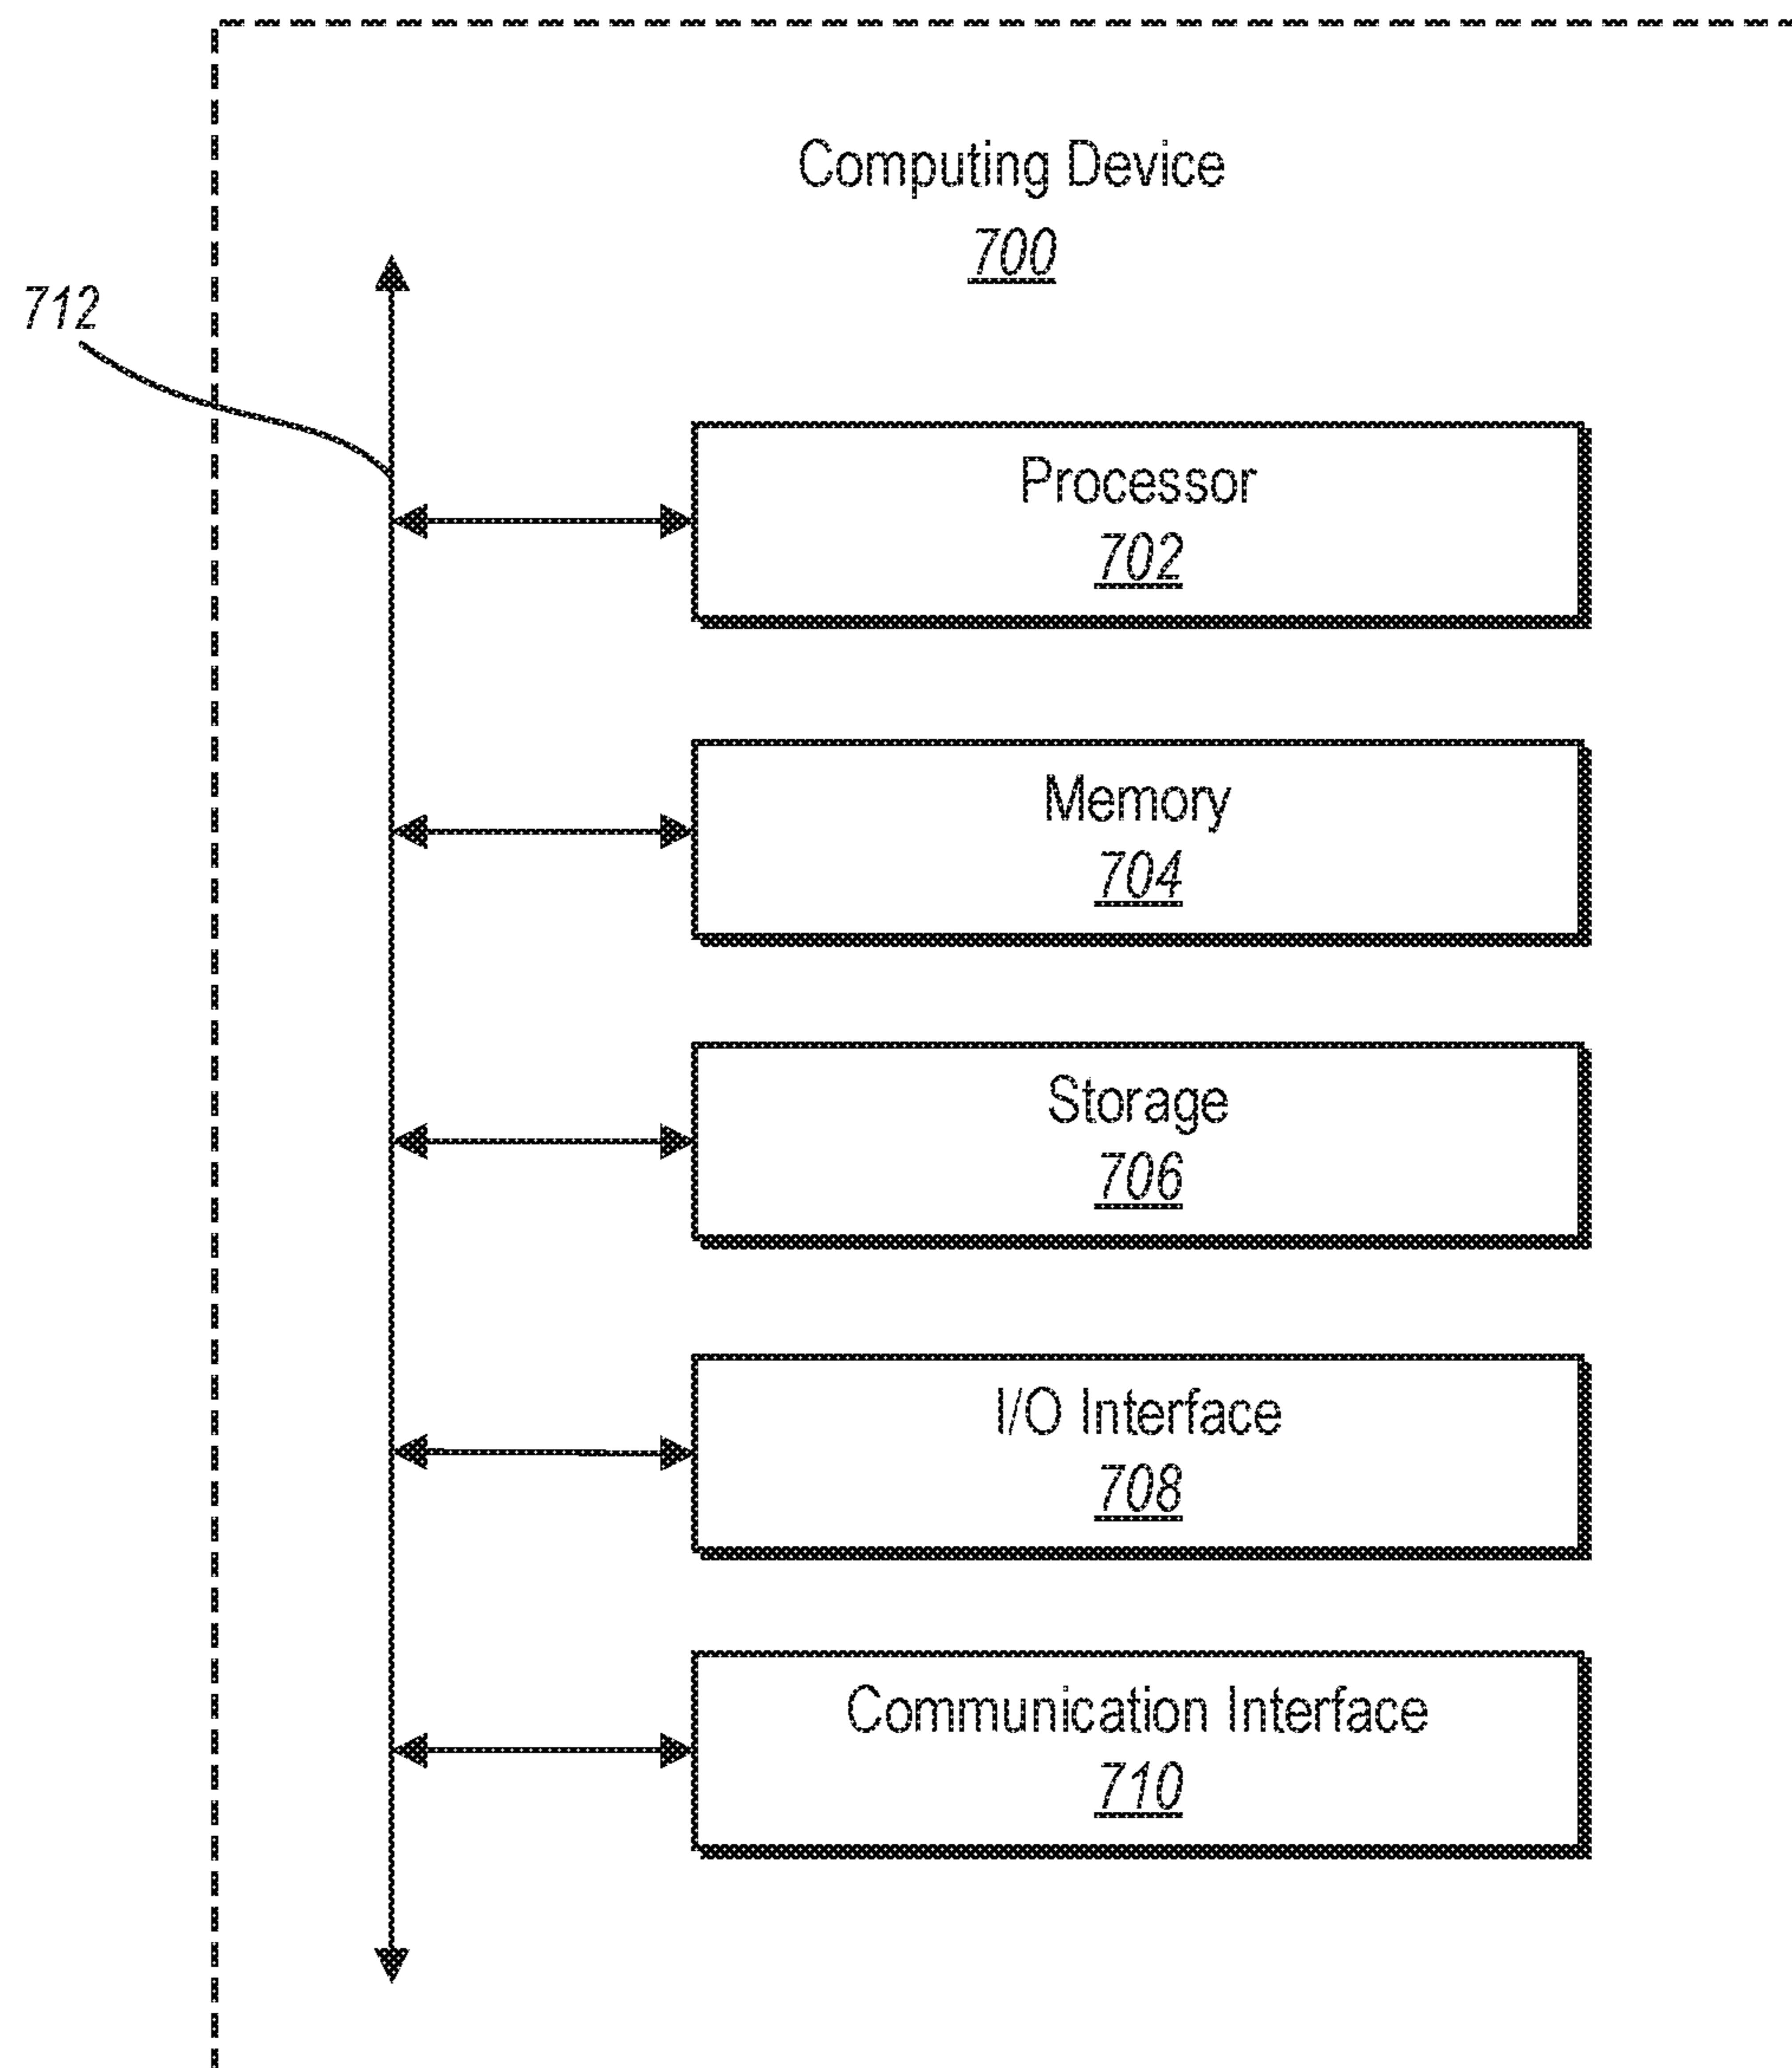 Computing Device
700
712
Processor
702
Memory
704
Storage
706
I/O Interface
708
Communication Interface
710